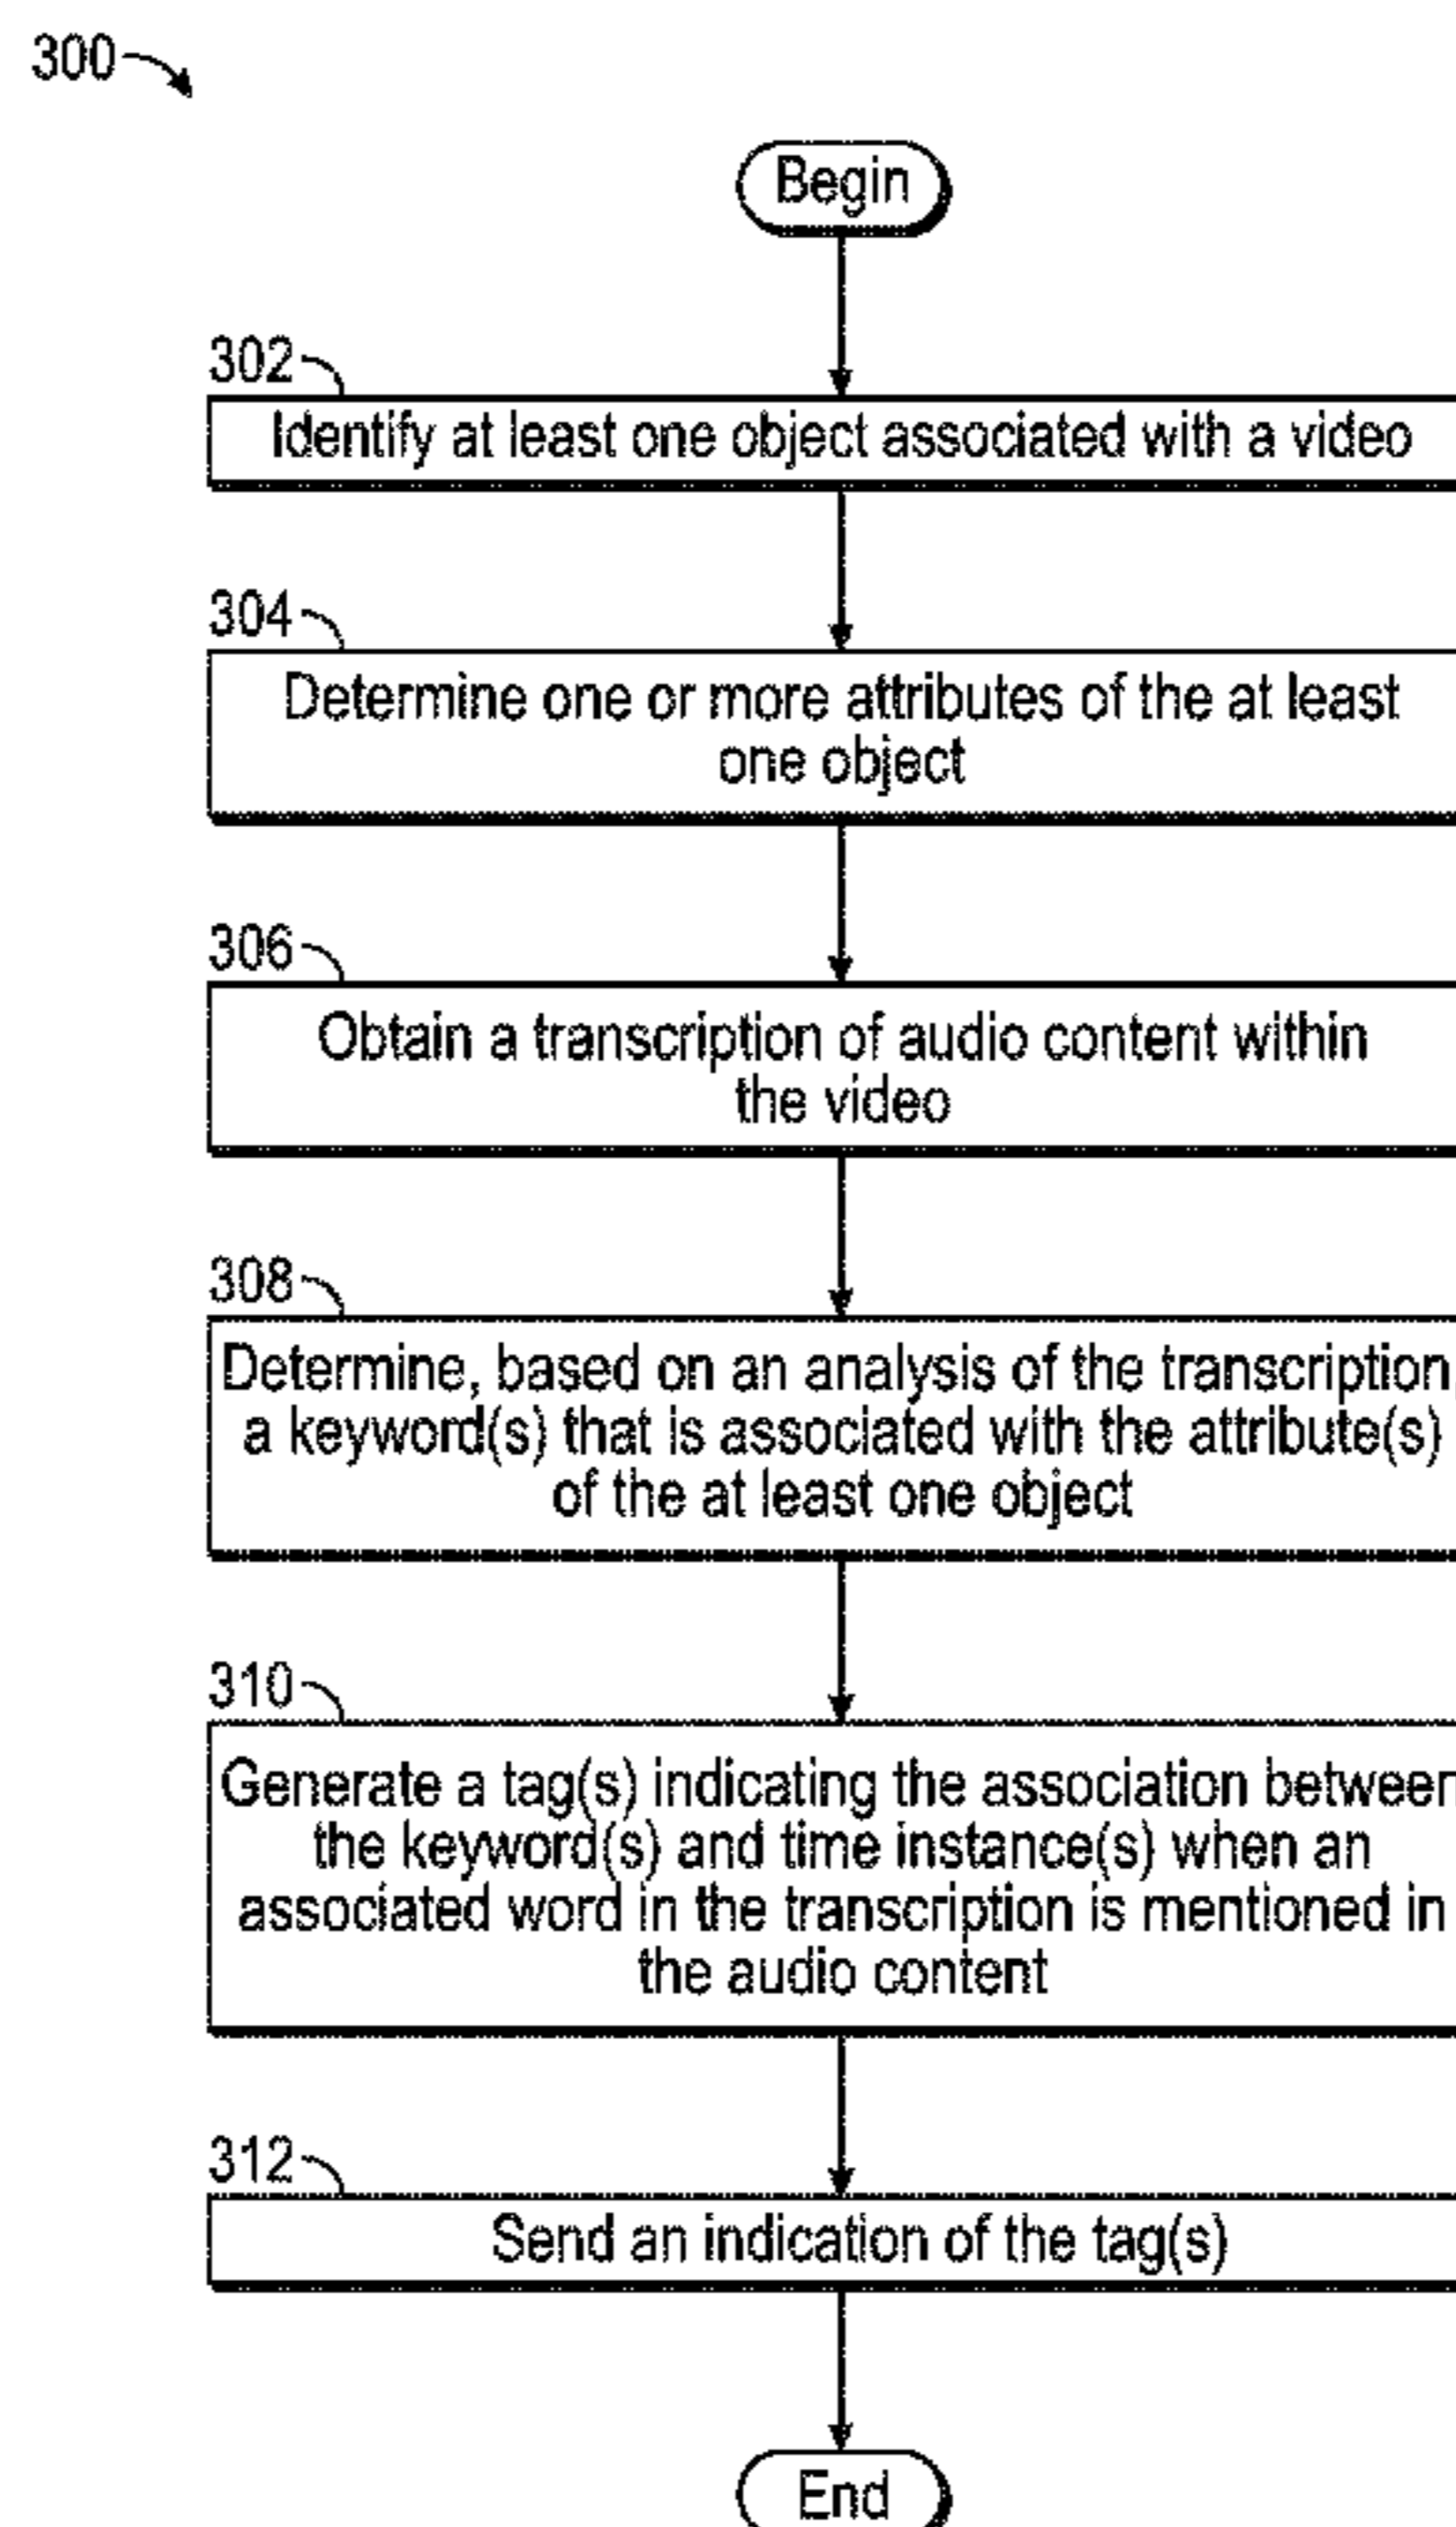 300
Begin
302
Identify at least one object associated with a video
304
Determine one or more attributes of the at least
one object
306
Obtain a transcription of audio content within
the video
308
Determine, based on an analysis of the transcription,
a keyword(s) that is associated with the attribute(s)
of the at least one object
310
Generate a tag(s) indicating the association between
the keyword(s) and time instance(s) when an
associated word in the transcription is mentioned in
the audio content
312
Send an indication of the tag(s)
End